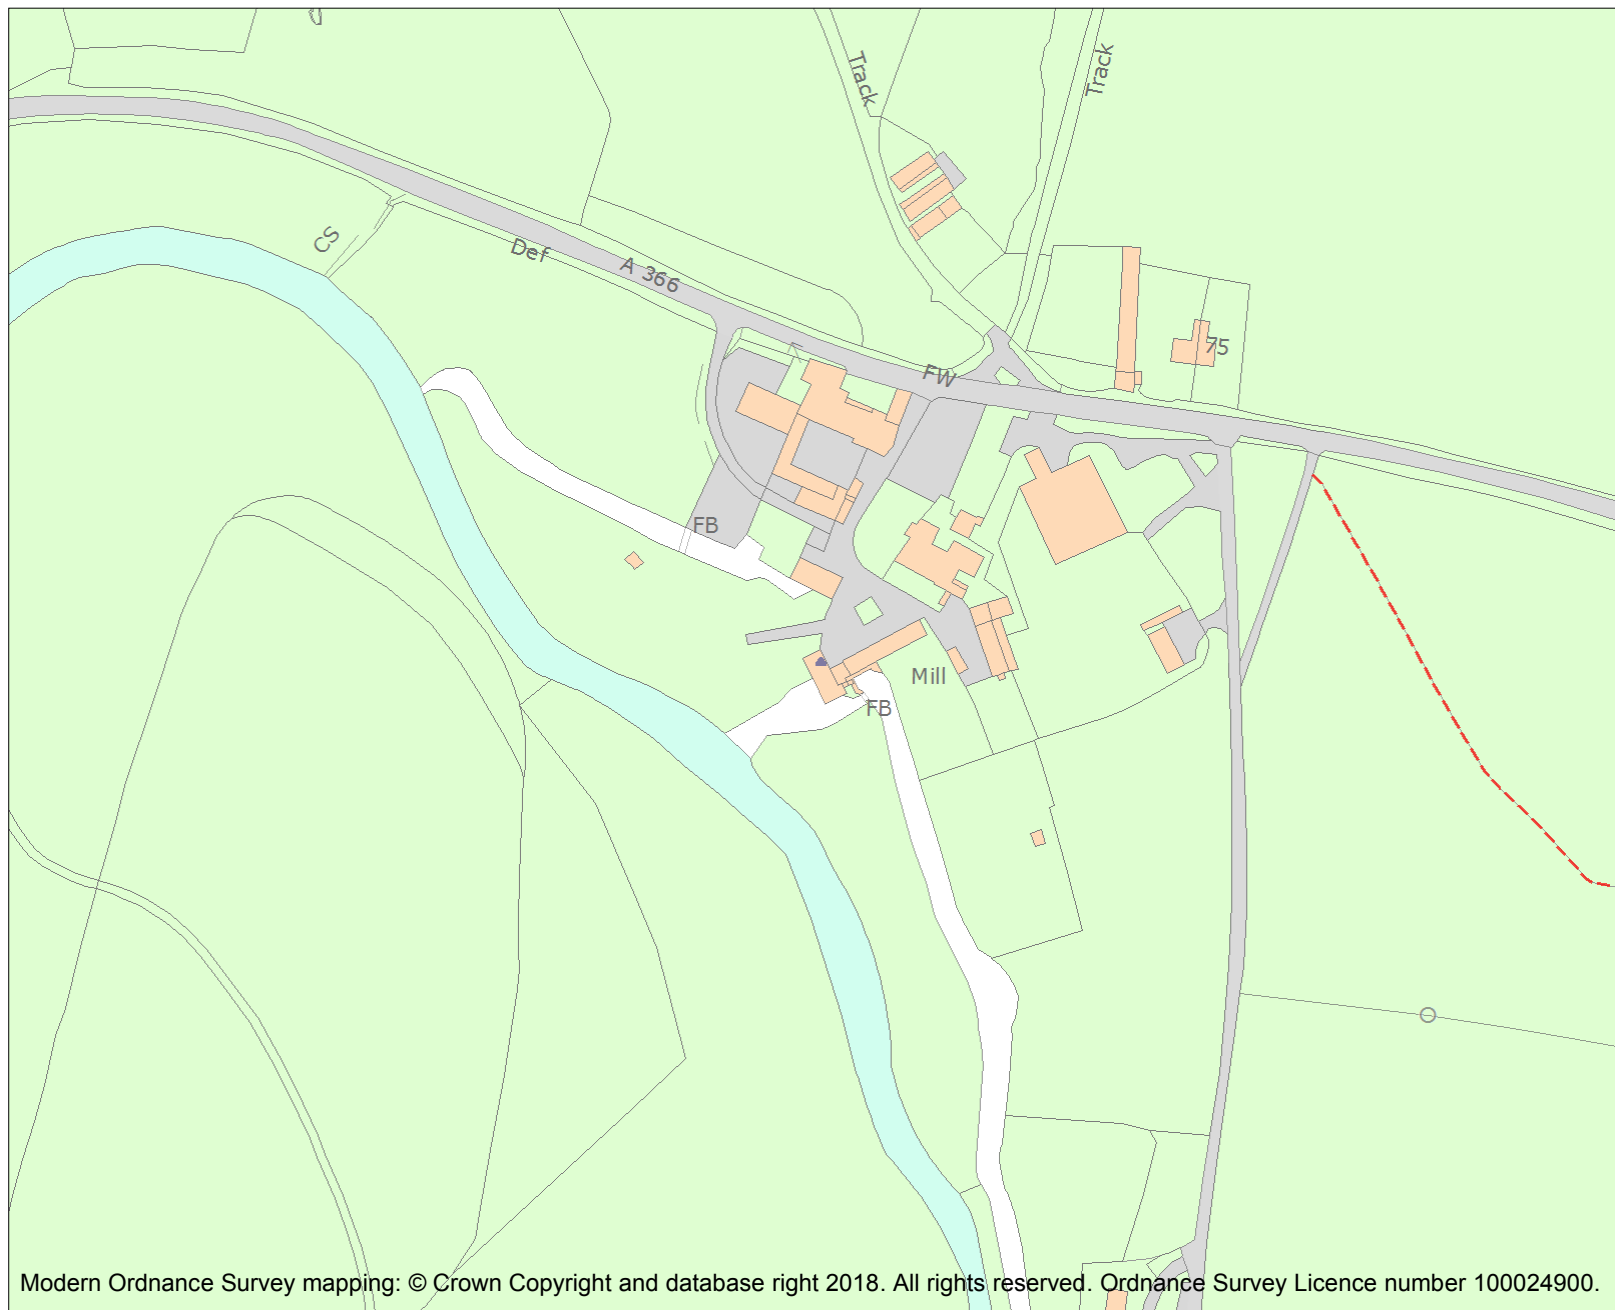 Track
Track
CS
Def
A 366
75
FW
FB
Mill
FB
Modern Ordnance Survey mapping: © Crown Copyright and database right 2018. All rights reserved. Ordnance Survey Licence number 100024900.